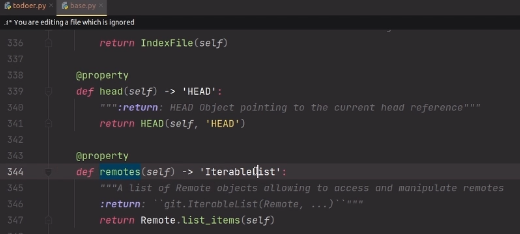 todoer.py × base.py ×
.I* You are editing a file which is ignored
336 return IndexFile(self)
337
338 @property
339 def head(self) -> 'HEAD':
340 """:return: HEAD Object pointing to the current head reference"""
341 return HEAD(self, 'HEAD')
342
343 @property
344 def remotes(self) -> 'IterableList':
345 """A list of Remote objects allowing to access and manipulate remotes
346 :return: ``git.IterableList(Remote, ...)``"""
347 return Remote.list_items(self)